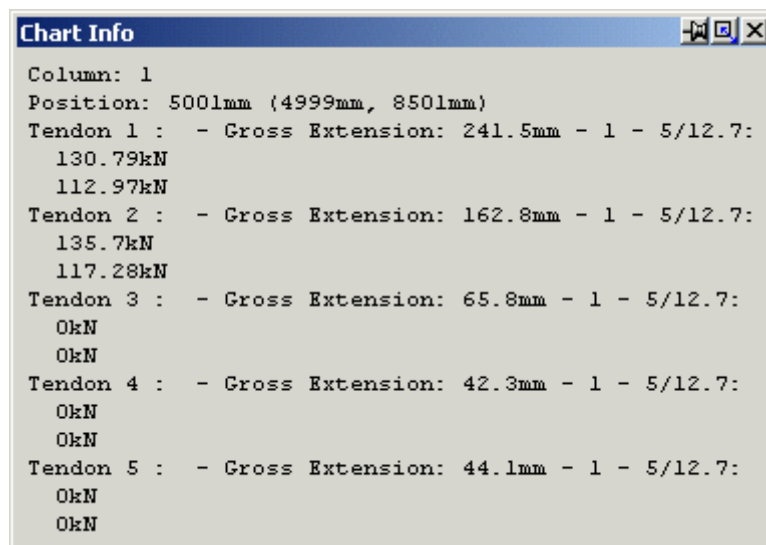 Chart Info
Column: 1
Position: 5001mm (4999mm, 8501mm)
Tendon 1 :  - Gross Extension: 241.5mm - 1 - 5/12.7:
130.79kN
112.97kN
Tendon 2 :  - Gross Extension: 162.8mm - 1 - 5/12.7:
135.7kN
117.28kN
Tendon 3 :  - Gross Extension: 65.8mm - 1 - 5/12.7:
0kN
0kN
Tendon 4 :  - Gross Extension: 42.3mm - 1 - 5/12.7:
0kN
0kN
Tendon 5 :  - Gross Extension: 44.1mm - 1 - 5/12.7:
0kN
0kN